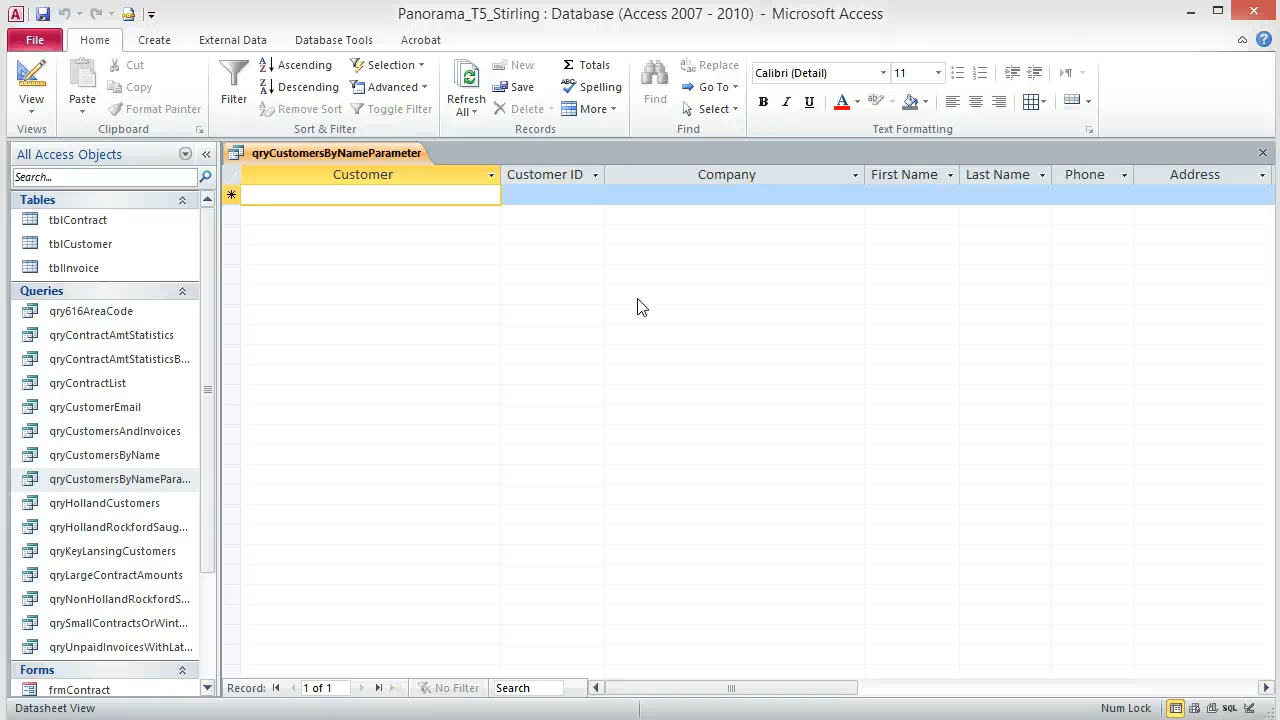 Panorama_T5_Stirling : Database (Access 2007 - 2010) - Microsoft Access
File Home Create External Data Database Tools Acrobat
View
Views
Paste
Cut
Copy
Format Painter
Clipboard
Filter
Ascending
Descending
Remove Sort
Selection
Advanced
Toggle Filter
Sort & Filter
Refresh All
New
Save
Delete
Totals
Spelling
More
Records
Find
Replace
Go To
Select
Find
Calibri (Detail) 11
B I U A
Text Formatting
All Access Objects
Search...
Tables
tblContract
tblCustomer
tblInvoice
Queries
qry616AreaCode
qryContractAmtStatistics
qryContractAmtStatisticsB...
qryContractList
qryCustomerEmail
qryCustomersAndInvoices
qryCustomersByName
qryCustomersByNamePara...
qryHollandCustomers
qryHollandRockfordSaug...
qryKeyLansingCustomers
qryLargeContractAmounts
qryNonHollandRockfordS...
qrySmallContractsOrWint...
qryUnpaidInvoicesWithLat...
Forms
frmContract
qryCustomersByNameParameter
Customer Customer ID Company First Name Last Name Phone Address
Record: 1 of 1 No Filter Search
Datasheet View Num Lock SQL